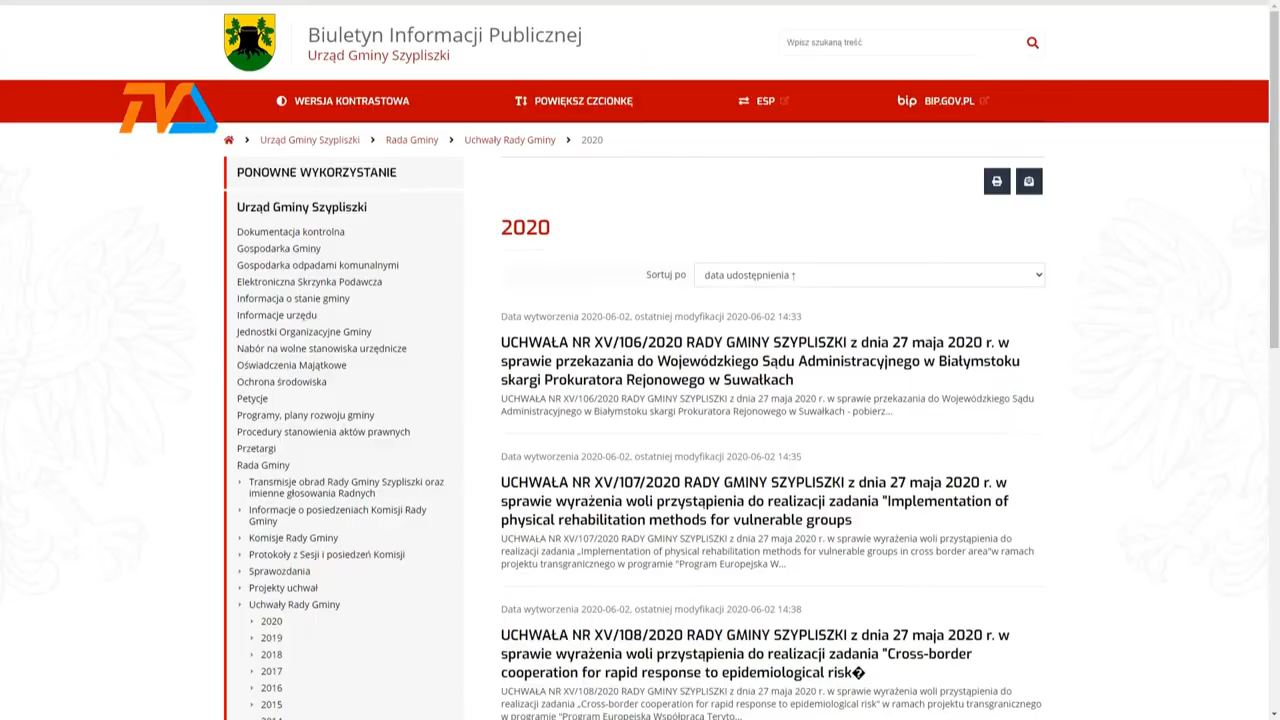 Biuletyn Informacji Publicznej
Urząd Gminy Szypliszki
Wpisz szukaną treść
TVA
WERSJA KONTRASTOWA
POWIĘKSZ CZCIONKĘ
ESP
bip BIP.GOV.PL
Urząd Gminy Szypliszki
Rada Gminy
Uchwały Rady Gminy
2020
PONOWNE WYKORZYSTANIE
Urząd Gminy Szypliszki
Dokumentacja kontrolna
Gospodarka Gminy
Gospodarka odpadami komunalnymi
Elektroniczna Skrzynka Podawcza
Informacja o stanie gminy
Informacje urzędu
Jednostki Organizacyjne Gminy
Nabór na wolne stanowiska urzędnicze
Oświadczenia Majątkowe
Ochrona środowiska
Petycje
Programy, plany rozwoju gminy
Procedury stanowienia aktów prawnych
Przetargi
Rada Gminy
Transmisje obrad Rady Gminy Szypliszki oraz
imienne głosowania Radnych
Informacje o posiedzeniach Komisji Rady
Gminy
Komisje Rady Gminy
Protokoły z Sesji i posiedzeń Komisji
Sprawozdania
Projekty uchwał
Uchwały Rady Gminy
2020
2019
2018
2017
2016
2015
2014
2020
Sortuj po
data udostępnienia ↑
Data wytworzenia 2020-06-02, ostatniej modyfikacji 2020-06-02 14:33
UCHWAŁA NR XV/106/2020 RADY GMINY SZYPLISZKI z dnia 27 maja 2020 r. w
sprawie przekazania do Wojewódzkiego Sądu Administracyjnego w Białymstoku
skargi Prokuratora Rejonowego w Suwałkach
UCHWAŁA NR XV/106/2020 RADY GMINY SZYPLISZKI z dnia 27 maja 2020 r. w sprawie przekazania do Wojewódzkiego Sądu
Administracyjnego w Białymstoku skargi Prokuratora Rejonowego w Suwałkach - pobierz...
Data wytworzenia 2020-06-02, ostatniej modyfikacji 2020-06-02 14:35
UCHWAŁA NR XV/107/2020 RADY GMINY SZYPLISZKI z dnia 27 maja 2020 r. w
sprawie wyrażenia woli przystąpienia do realizacji zadania "Implementation of
physical rehabilitation methods for vulnerable groups
UCHWAŁA NR XV/107/2020 RADY GMINY SZYPLISZKI z dnia 27 maja 2020 r. w sprawie wyrażenia woli przystąpienia do
realizacji zadania „Implementation of physical rehabilitation methods for vulnerable groups in cross border area"w ramach
projektu transgranicznego w programie "Program Europejska W...
Data wytworzenia 2020-06-02, ostatniej modyfikacji 2020-06-02 14:38
UCHWAŁA NR XV/108/2020 RADY GMINY SZYPLISZKI z dnia 27 maja 2020 r. w
sprawie wyrażenia woli przystąpienia do realizacji zadania "Cross-border
cooperation for rapid response to epidemiological risk�
UCHWAŁA NR XV/108/2020 RADY GMINY SZYPLISZKI z dnia 27 maja 2020 r. w sprawie wyrażenia woli przystąpienia do
realizacji zadania „Cross-border cooperation for rapid response to epidemiological risk" w ramach projektu transgranicznego
w programie "Program Europejska Współpraca Teryto...